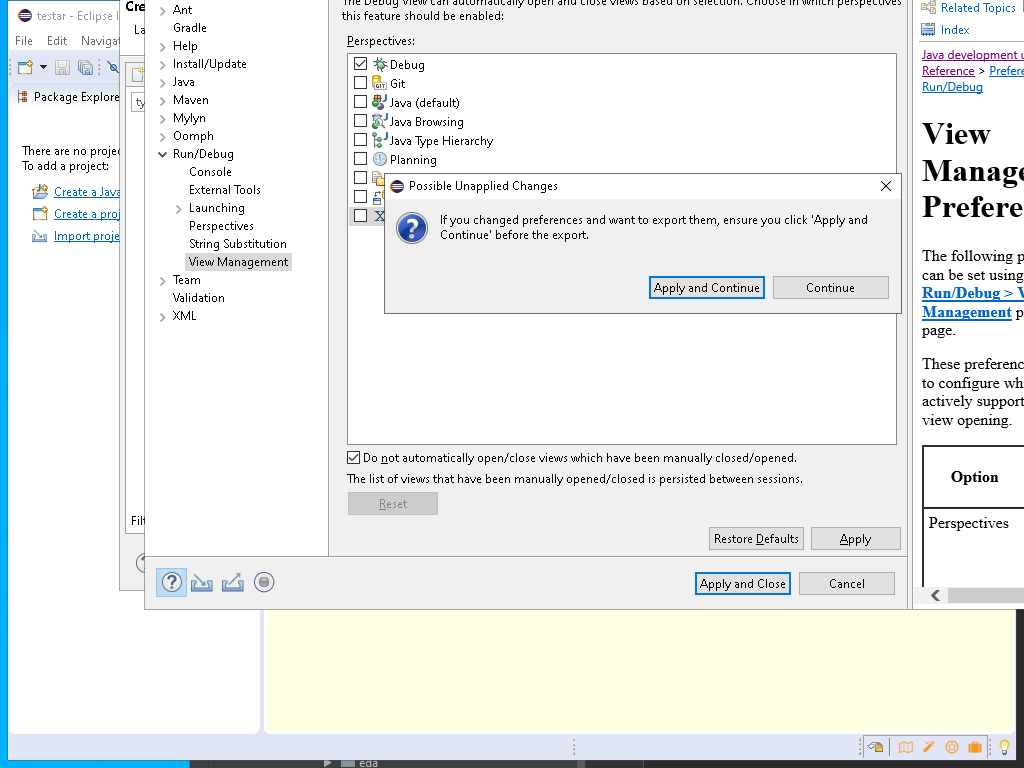 testar - Eclipse I
File Edit Navigat
Package Explore
There are no projec
To add a project:
Create a Java
Create a proj
Import proje
Cre
La
ty
Filt
Ant
Gradle
Help
Install/Update
Java
Maven
Mylyn
Oomph
Run/Debug
Console
External Tools
Launching
Perspectives
String Substitution
View Management
Team
Validation
XML
The Debug View can automatically open and close views based on selection. Choose in which perspectives
this feature should be enabled:
Perspectives:
Debug
Git
Java (default)
Java Browsing
Java Type Hierarchy
Planning
Possible Unapplied Changes
If you changed preferences and want to export them, ensure you click 'Apply and
Continue' before the export.
Apply and Continue
Continue
Do not automatically open/close views which have been manually closed/opened.
The list of views that have been manually opened/closed is persisted between sessions.
Reset
Restore Defaults
Apply
Apply and Close
Cancel
Related Topics
Index
Java development u
Reference > Prefere
Run/Debug
View
Manage
Prefere
The following p
can be set using
Run/Debug > V
Management p
page.
These preferenc
to configure whi
actively support
view opening.
Option
Perspectives
eda